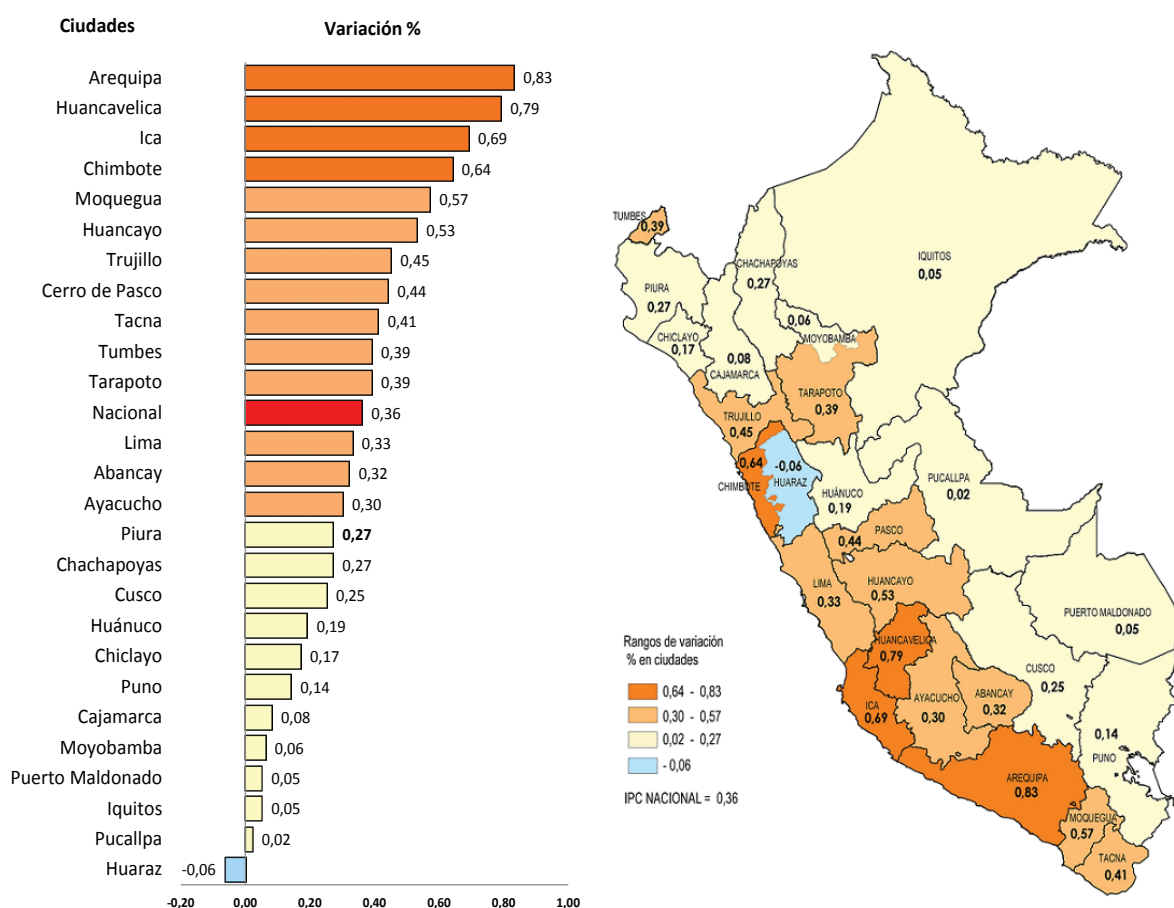 Ciudades Variación %
Arequipa 0,83
Huancavelica 0,79
Ica 0,69
Chimbote 0,64
Moquegua 0,57
Huancayo 0,53
Trujillo 0,45
Cerro de Pasco 0,44
Tacna 0,41
Tumbes 0,39
Tarapoto 0,39
Nacional 0,36
Lima 0,33
Abancay 0,32
Ayacucho 0,30
Piura 0,27
Chachapoyas 0,27
Cusco 0,25
Huánuco 0,19
Chiclayo 0,17
Puno 0,14
Cajamarca 0,08
Moyobamba 0,06
Puerto Maldonado 0,05
Iquitos 0,05
Pucallpa 0,02
Huaraz -0,06
-0,20 0,00 0,20 0,40 0,60 0,80 1,00
TUMBES
0,39
PIURA
0,27
CHICLAYO
0,17
CHACHAPOYAS
0,27
0,08
CAJAMARCA
0,06
MOYOBAMBA
IQUITOS
0,05
TARAPOTO
0,39
TRUJILLO
0,45
0,64
CHIMBOTE
-0,06
HUARAZ
HUÁNUCO
0,19
PUCALLPA
0,02
PASCO
0,44
LIMA
0,33
HUANCAYO
0,53
HUANCAVELICA
0,79
PUERTO MALDONADO
0,05
CUSCO
0,25
ICA
0,69
AYACUCHO
0,30
ABANCAY
0,32
0,14
PUNO
AREQUIPA
0,83
MOQUEGUA
0,57
TACNA
0,41
Rangos de variación
% en ciudades
0,64 - 0,83
0,30 - 0,57
0,02 - 0,27
- 0,06
IPC NACIONAL = 0,36